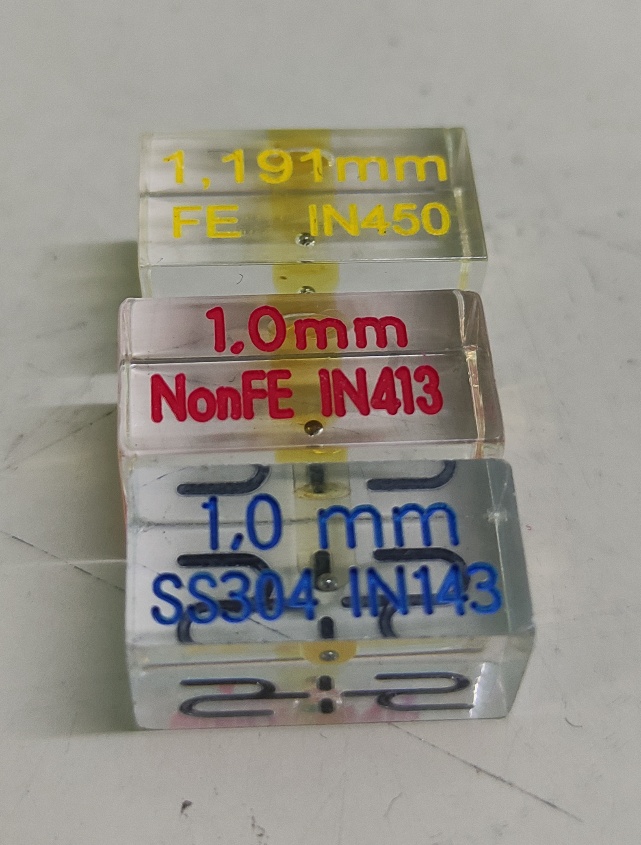 1,191mm
FE IN450
1,0mm
NonFE IN413
1,0 mm
SS304 IN143